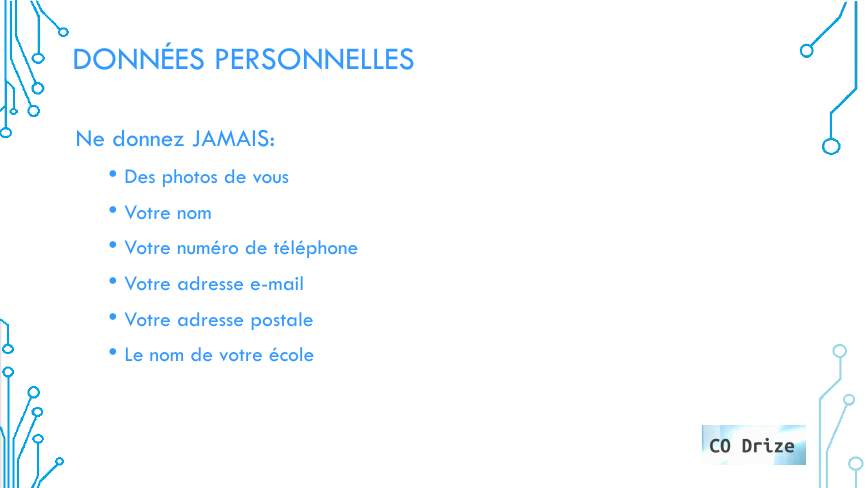 DONNÉES PERSONNELLES
Ne donnez JAMAIS:
• Des photos de vous
• Votre nom
• Votre numéro de téléphone
• Votre adresse e-mail
• Votre adresse postale
• Le nom de votre école
CO Drize